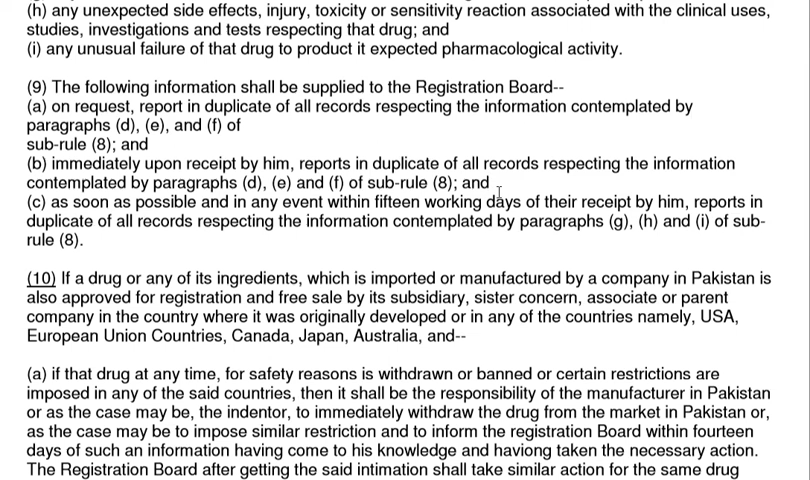 (h) any unexpected side effects, injury, toxicity or sensitivity reaction associated with the clinical uses,
studies, investigations and tests respecting that drug; and
(i) any unusual failure of that drug to product it expected pharmacological activity.
(9) The following information shall be supplied to the Registration Board--
(a) on request, report in duplicate of all records respecting the information contemplated by
paragraphs (d), (e), and (f) of
sub-rule (8); and
(b) immediately upon receipt by him, reports in duplicate of all records respecting the information
contemplated by paragraphs (d), (e) and (f) of sub-rule (8); and
(c) as soon as possible and in any event within fifteen working days of their receipt by him, reports in
duplicate of all records respecting the information contemplated by paragraphs (g), (h) and (i) of sub-
rule (8).
(10) If a drug or any of its ingredients, which is imported or manufactured by a company in Pakistan is
also approved for registration and free sale by its subsidiary, sister concern, associate or parent
company in the country where it was originally developed or in any of the countries namely, USA,
European Union Countries, Canada, Japan, Australia, and--
(a) if that drug at any time, for safety reasons is withdrawn or banned or certain restrictions are
imposed in any of the said countries, then it shall be the responsibility of the manufacturer in Pakistan
or as the case may be, the indentor, to immediately withdraw the drug from the market in Pakistan or,
as the case may be to impose similar restriction and to inform the registration Board within fourteen
days of such an information having come to his knowledge and haviong taken the necessary action.
The Registration Board after getting the said intimation shall take similar action for the same drug